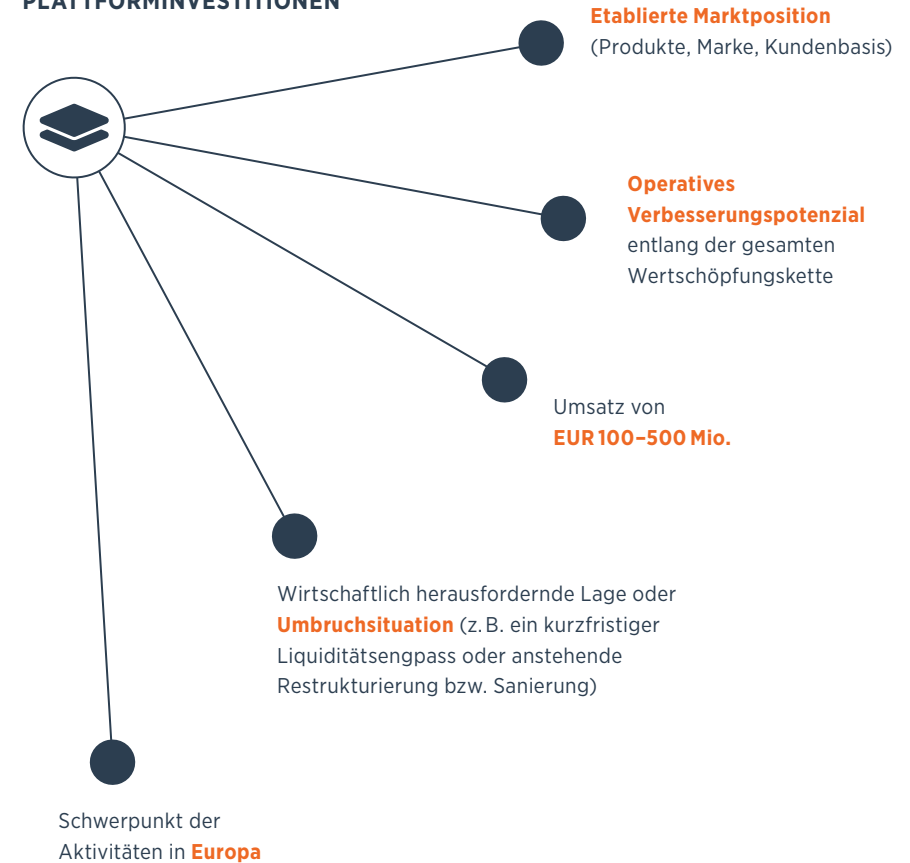 PLATTFORMINVESTITIONEN
Etablierte Marktposition
(Produkte, Marke, Kundenbasis)
Operatives
Verbesserungspotenzial
entlang der gesamten
Wertschöpfungskette
Umsatz von
EUR 100–500 Mio.
Wirtschaftlich herausfordernde Lage oder
Umbruchsituation (z. B. ein kurzfristiger
Liquiditätsengpass oder anstehende
Restrukturierung bzw. Sanierung)
Schwerpunkt der
Aktivitäten in Europa